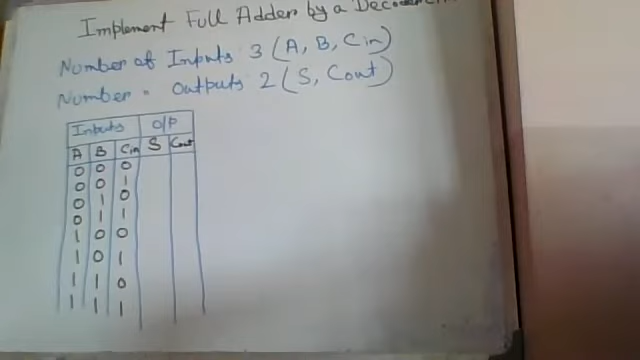 Implement Full Adder by a Decoder
Number of Inputs 3 (A, B, Cin)
Number of Outputs 2 (S, Cout)
Inputs O/P
A B Cin S Cout
0 0 0
0 0 1
0 1 0
0 1 1
1 0 0
1 0 1
1 1 0
1 1 1